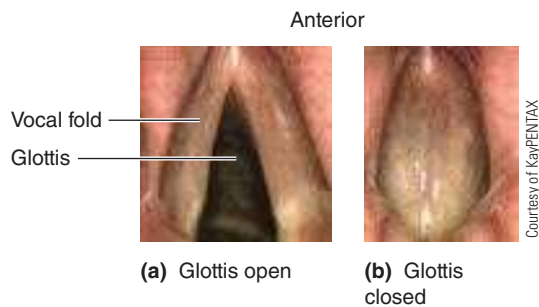 Anterior
Vocal fold
Glottis
(a) Glottis open
(b) Glottis
closed
Courtesy of KayPENTAX